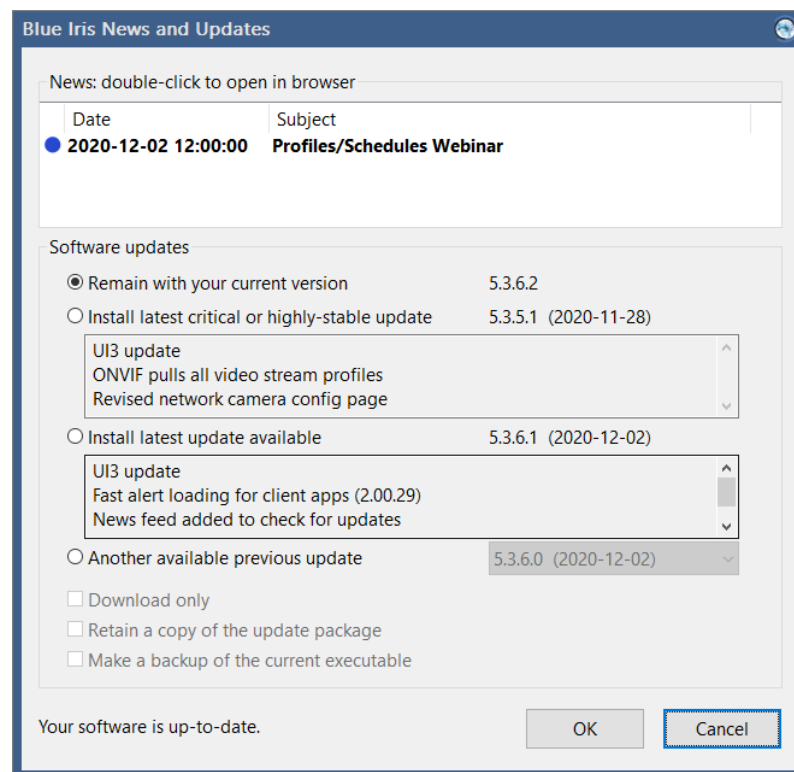 Blue Iris News and Updates
News: double-click to open in browser
Date Subject
2020-12-02 12:00:00 Profiles/Schedules Webinar
Software updates
Remain with your current version 5.3.6.2
Install latest critical or highly-stable update 5.3.5.1 (2020-11-28)
UI3 update
ONVIF pulls all video stream profiles
Revised network camera config page
Install latest update available 5.3.6.1 (2020-12-02)
UI3 update
Fast alert loading for client apps (2.00.29)
News feed added to check for updates
Another available previous update 5.3.6.0 (2020-12-02)
Download only
Retain a copy of the update package
Make a backup of the current executable
Your software is up-to-date. OK Cancel